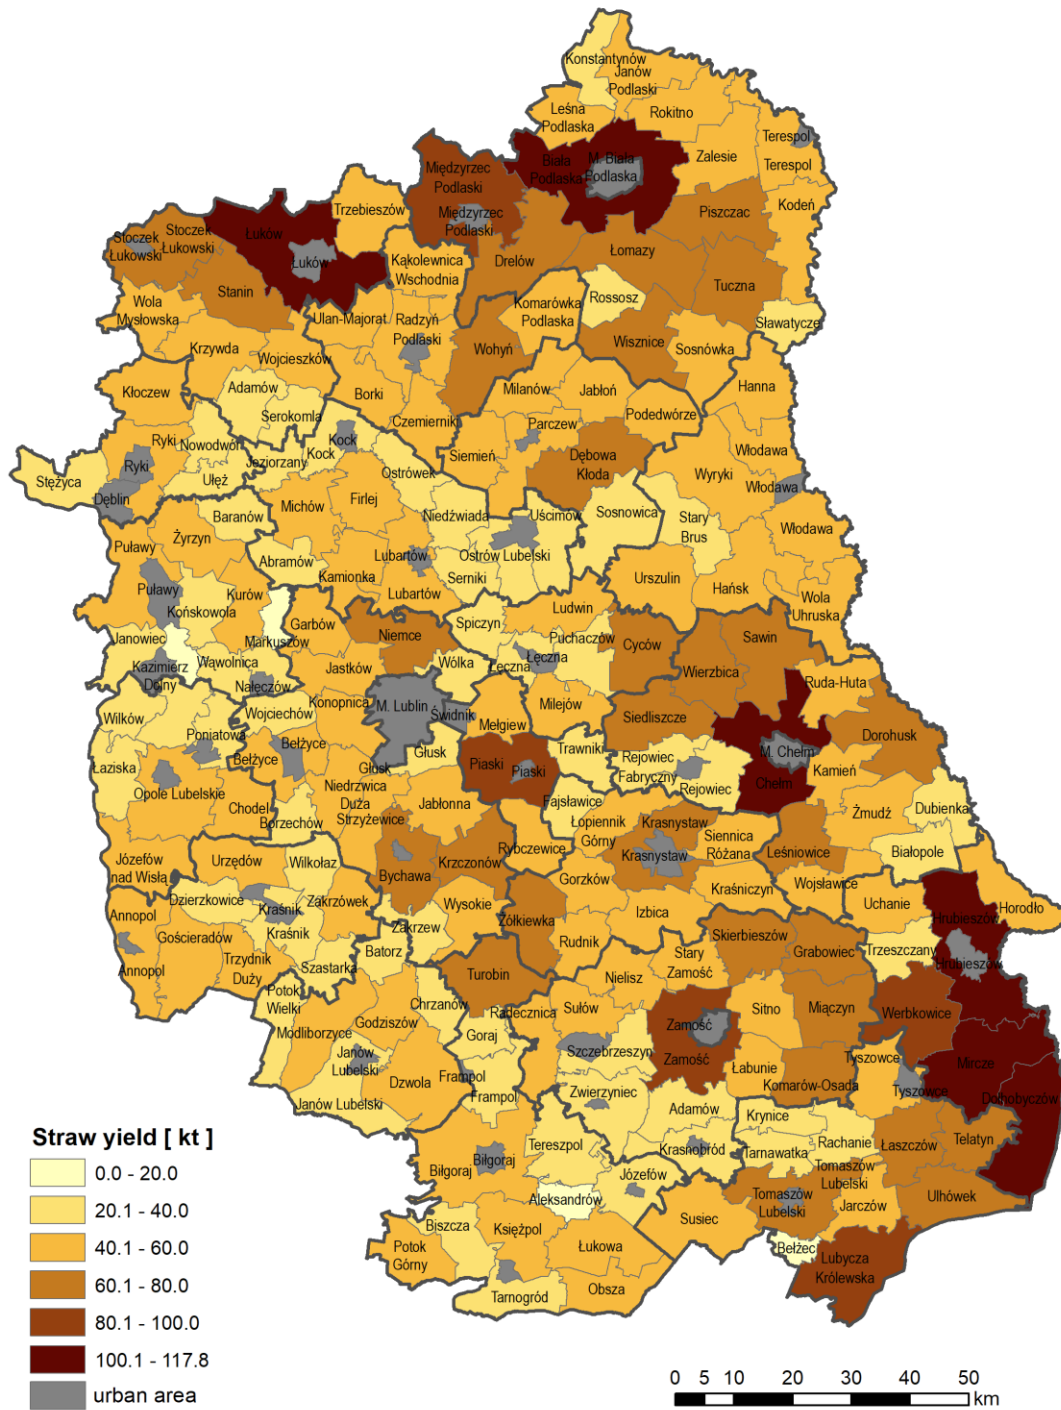 Konstantynów
Janów
Podlaski
Leśna
Podlaska
Rokitno
Terespol
Zalesie
Terespol
Międzyrzec
Podlaski
Biała
Podlaska
M. Biała
Podlaska
Kodeń
Piszczac
Trzebieszów
Międzyrzec
Podlaski
Stoczek
Łukowski
Stoczek
Łukowski
Łuków
Łuków
Kąkolewnica
Wschodnia
Drelów
Łomazy
Tuczna
Stanin
Rossosz
Komarówka
Podlaska
Sławatycze
Wola
Mysłowska
Ulan-Majorat
Radzyń
Podlaski
Wohyń
Wisznice
Sosnówka
Krzywda
Wojcieszków
Hanna
Kłoczew
Adamów
Borki
Milanów
Jabłoń
Serokomla
Czemierniki
Podedwórze
Parczew
Ryki
Nowodwór
Kock
Kock
Siemień
Dębowa
Kłoda
Włodawa
Ryki
Jeziorzany
Ostrówek
Wyryki
Stężyca
Ułęż
Włodawa
Dęblin
Michów
Firlej
Baranów
Niedźwiada
Uścimów
Sosnowica
Stary
Brus
Włodawa
Puławy
Żyrzyn
Abramów
Lubartów
Ostrów Lubelski
Kamionka
Serniki
Urszulin
Hańsk
Wola
Uhruska
Puławy
Końskowola
Kurów
Lubartów
Ludwin
Garbów
Niemce
Spiczyn
Puchaczów
Cyców
Sawin
Janowiec
Markuszów
Wólka
Łęczna
Łęczna
Wierzbica
Kazimierz
Dolny
Wąwolnica
Jastków
Ruda-Huta
Nałęczów
Konopnica
M. Lublin
Świdnik
Milejów
Siedliszcze
Wilków
Wojciechów
Mełgiew
Dorohusk
Poniatowa
Bełżyce
Bełżyce
Głusk
Głusk
Trawniki
Rejowiec
Fabryczny
Rejowiec
M. Chełm
Chełm
Kamień
Łaziska
Piaski
Piaski
Opole Lubelskie
Niedrzwica
Duża
Jabłonna
Fajsławice
Dubienka
Chodel
Borzechów
Strzyżewice
Łopiennik
Górny
Krasnystaw
Żmudź
Siennica
Różana
Józefów
nad Wisłą
Urzędów
Wilkołaz
Bychawa
Krzczonów
Rybczewice
Krasnystaw
Leśniowice
Białopole
Gorzków
Dzierzkowice
Zakrzówek
Kraśniczyn
Wojsławice
Annopol
Kraśnik
Kraśnik
Wysokie
Żółkiewka
Izbica
Uchanie
Hrubieszów
Horodło
Gościeradów
Zakrzew
Rudnik
Skierbieszów
Grabowiec
Trzeszczany
Annopol
Trzydnik
Duży
Szastarka
Batorz
Turobin
Nielisz
Stary
Zamość
Hrubieszów
Potok
Wielki
Chrzanów
Radecznica
Sułów
Sitno
Miączyn
Werbkowice
Modliborzyce
Godziszów
Goraj
Zamość
Szczebrzeszyn
Zamość
Tyszowce
Mircze
Janów
Lubelski
Dzwola
Frampol
Łabunie
Komarów-Osada
Tyszowce
Dołhobyczów
Janów Lubelski
Frampol
Zwierzyniec
Adamów
Krynice
Tereszpol
Krasnobród
Rachanie
Łaszczów
Telatyn
Tarnawatka
Biłgoraj
Biłgoraj
Józefów
Tomaszów
Lubelski
Tomaszów
Lubelski
Ulhówek
Aleksandrów
Jarczów
Biszcza
Księżpol
Susiec
Potok
Górny
Łukowa
Bełżec
Lubycza
Królewska
Obsza
Tarnogród
Straw yield [ kt ]
0.0 - 20.0
20.1 - 40.0
40.1 - 60.0
60.1 - 80.0
80.1 - 100.0
100.1 - 117.8
urban area
0 5 10 20 30 40 50
km